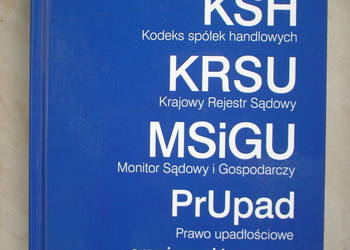 KSH
Kodeks spółek handlowych
KRSU
Krajowy Rejestr Sądowy
MSiGU
Monitor Sądowy i Gospodarczy
PrUpad
Prawo upadłościowe